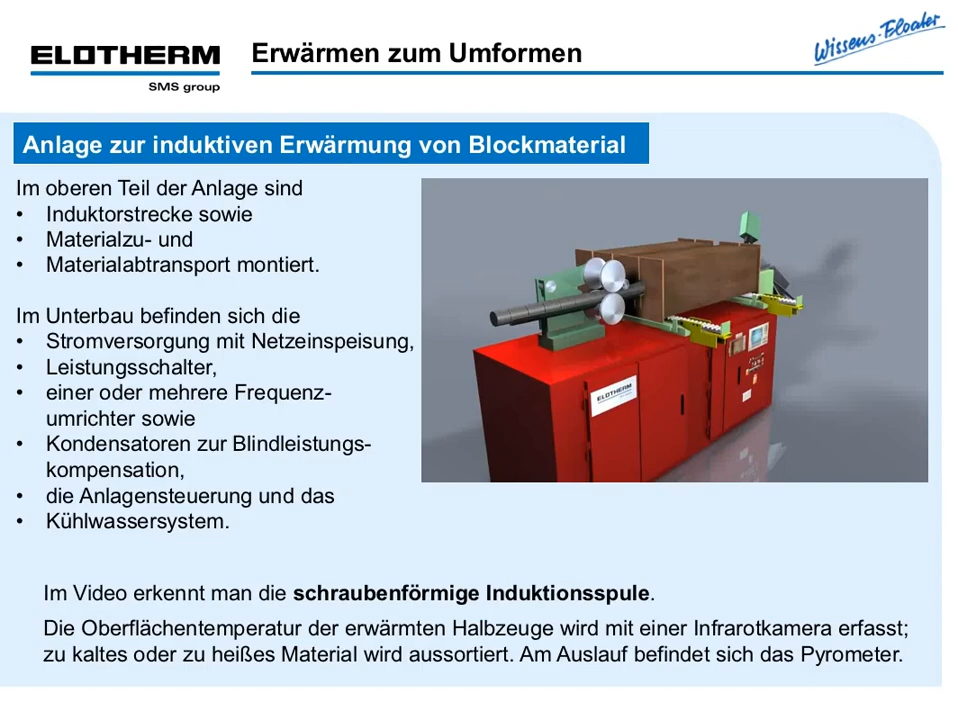 ELOTHERM
SMS group
Erwärmen zum Umformen
Wissens-Floater
Anlage zur induktiven Erwärmung von Blockmaterial
Im oberen Teil der Anlage sind
• Induktorstrecke sowie
• Materialzu- und
• Materialabtransport montiert.
Im Unterbau befinden sich die
• Stromversorgung mit Netzeinspeisung,
• Leistungsschalter,
• einer oder mehrere Frequenz-
umrichter sowie
• Kondensatoren zur Blindleistungs-
kompensation,
• die Anlagensteuerung und das
• Kühlwassersystem.
ELOTHERM
Im Video erkennt man die schraubenförmige Induktionsspule.
Die Oberflächentemperatur der erwärmten Halbzeuge wird mit einer Infrarotkamera erfasst;
zu kaltes oder zu heißes Material wird aussortiert. Am Auslauf befindet sich das Pyrometer.